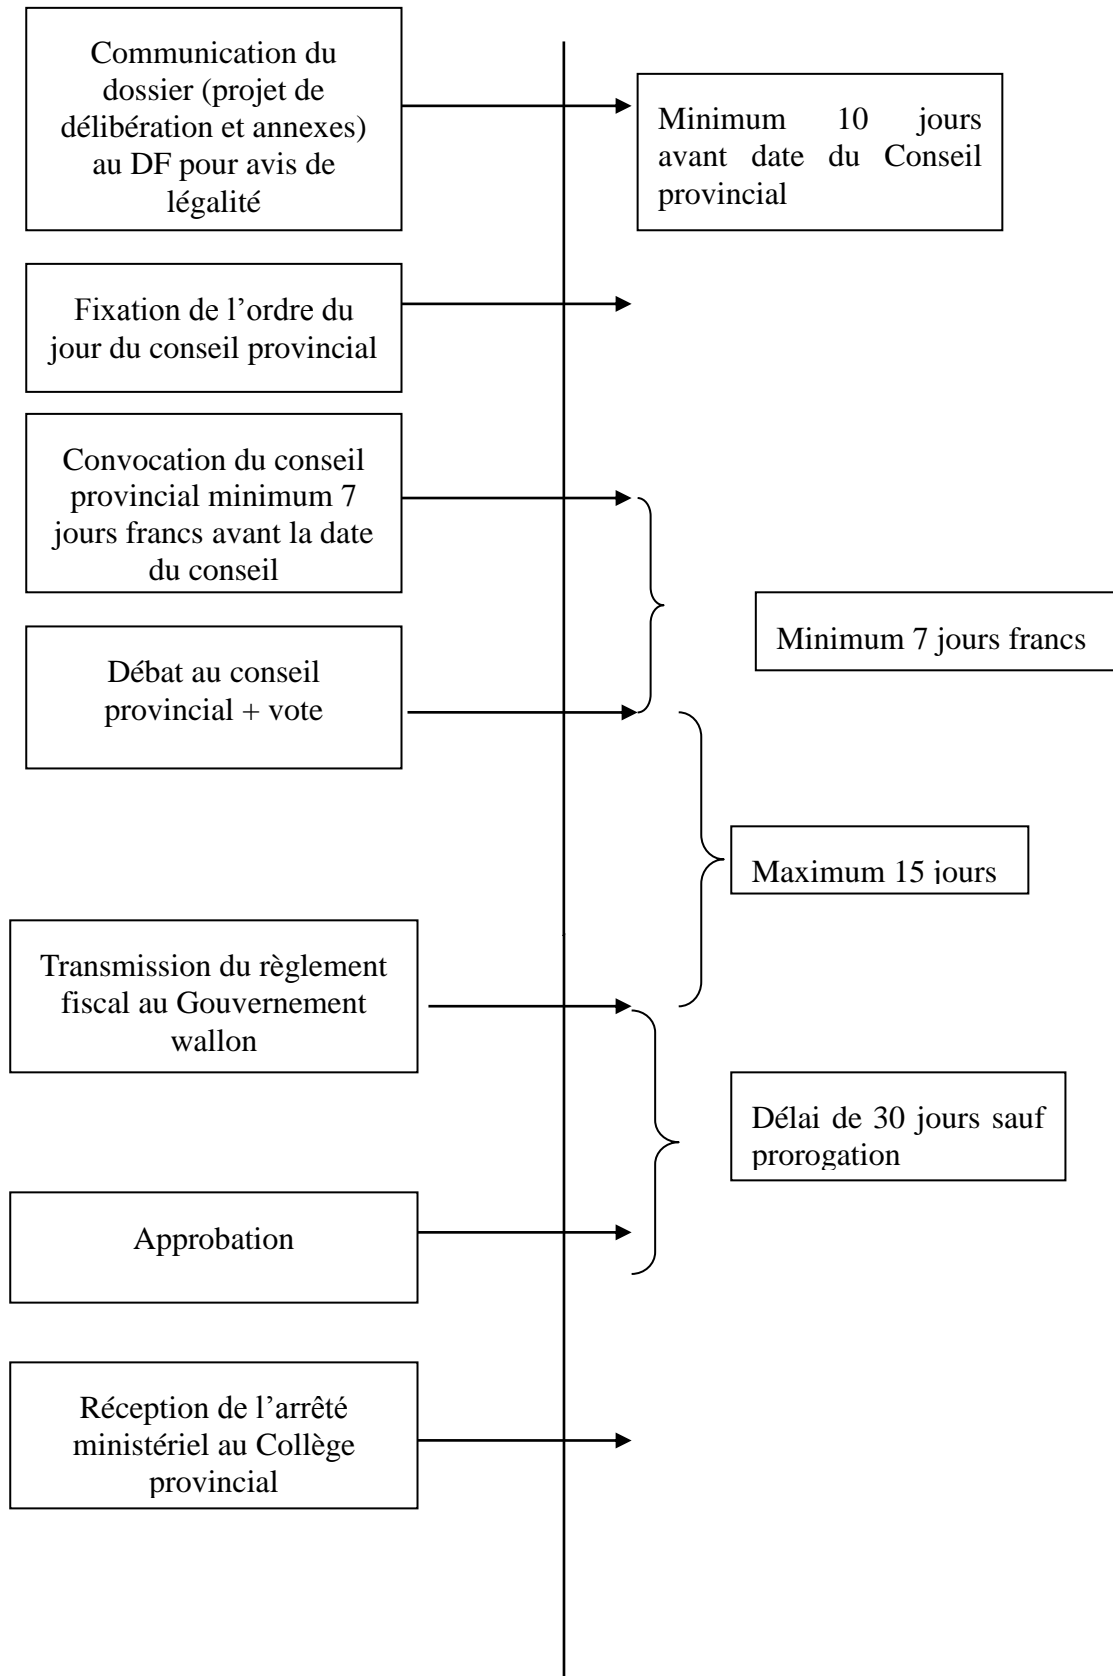 Communication du
dossier (projet de
délibération et annexes)
au DF pour avis de
légalité
Minimum 10 jours
avant date du Conseil
provincial
Fixation de l’ordre du
jour du conseil provincial
Convocation du conseil
provincial minimum 7
jours francs avant la date
du conseil
Minimum 7 jours francs
Débat au conseil
provincial + vote
Maximum 15 jours
Transmission du règlement
fiscal au Gouvernement
wallon
Délai de 30 jours sauf
prorogation
Approbation
Réception de l’arrêté
ministériel au Collège
provincial